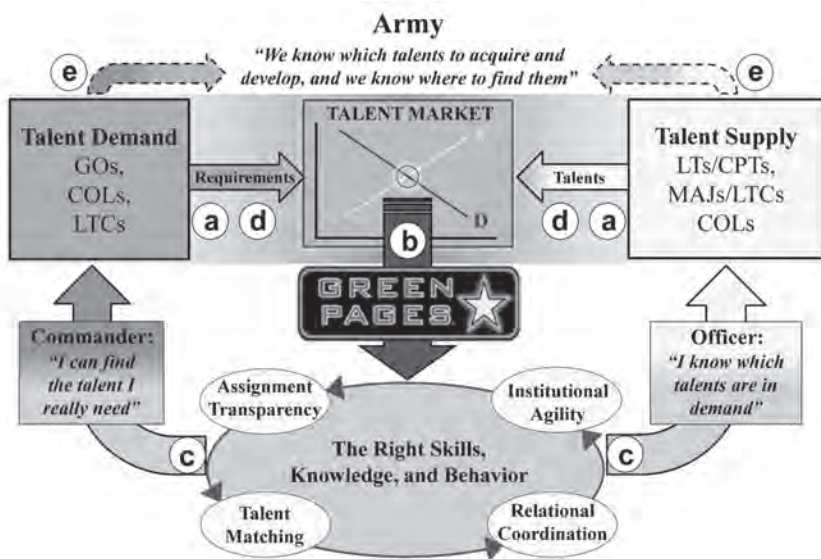 Army
“We know which talents to acquire and
develop, and we know where to find them”
e
e
Talent Demand
GOs,
COLs,
LTCs
Requirements
a d
TALENT MARKET
D
b
Talents
d a
Talent Supply
LTs/CPTs,
MAJs/LTCs
COLs
GREEN
PAGES
Commander:
“I can find
the talent I
really need”
Officer:
“I know which
talents are in
demand”
Assignment
Transparency
Institutional
Agility
c
c
The Right Skills,
Knowledge, and Behavior
Talent
Matching
Relational
Coordination